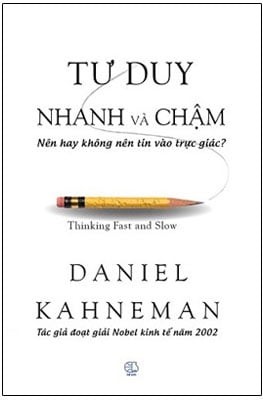 TƯ DUY
NHANH VÀ CHẬM
Nên hay không nên tin vào trực giác?
Thinking Fast and Slow
DANIEL
KAHNEMAN
Tác giả đoạt giải Nobel kinh tế năm 2002